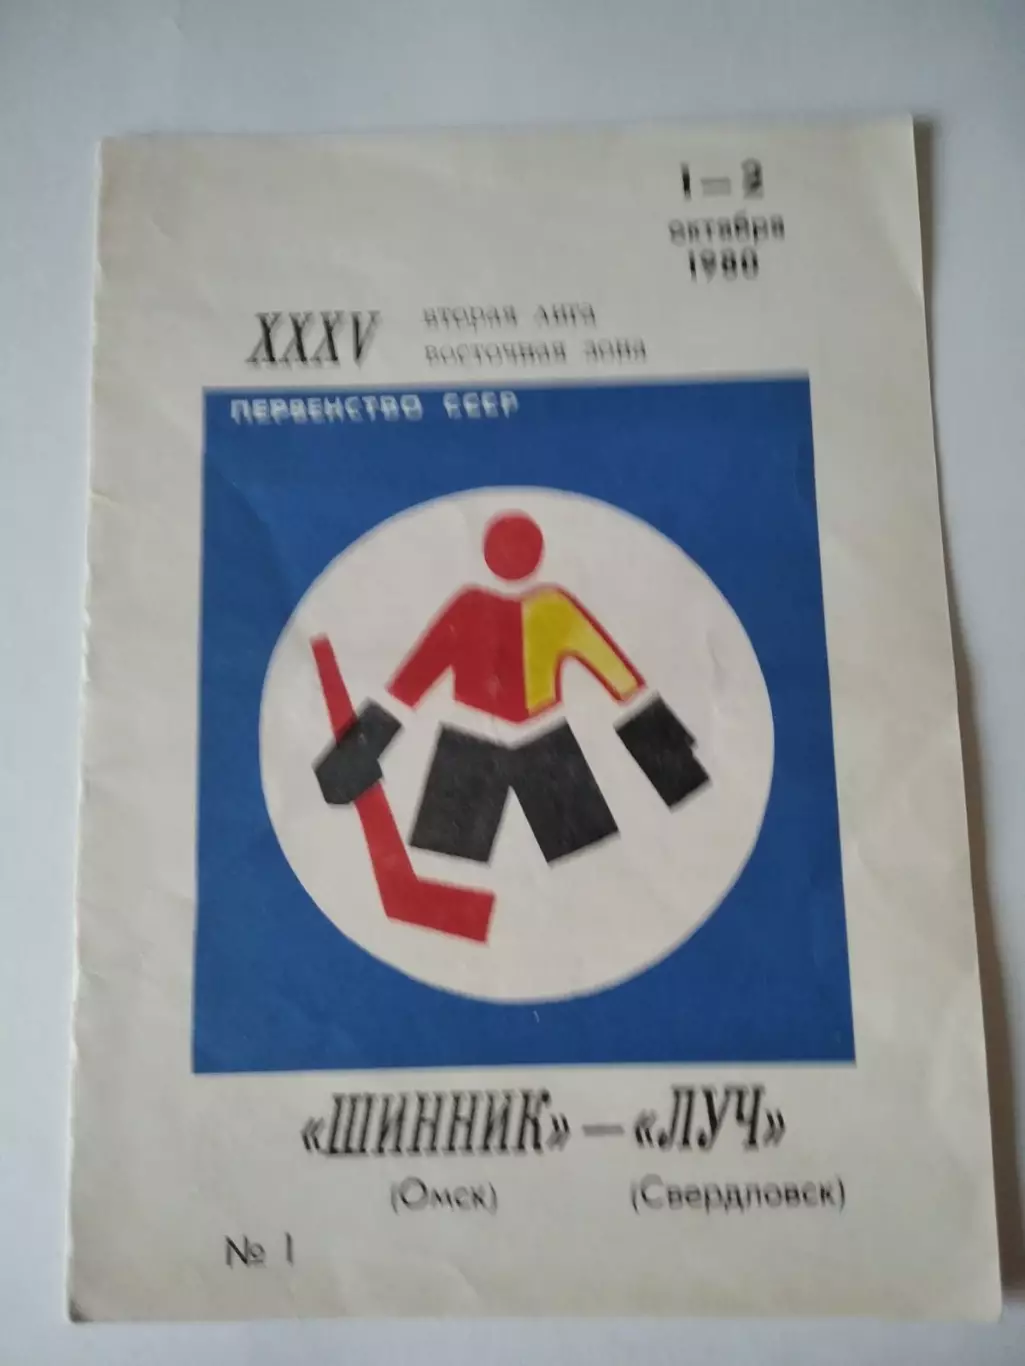 1—2
октября
1980
XXXV вторая лига
восточная зона
ПЕРВЕНСТВО СССР
«ШИННИК» — «ЛУЧ»
(Омск) (Свердловск)
№ 1